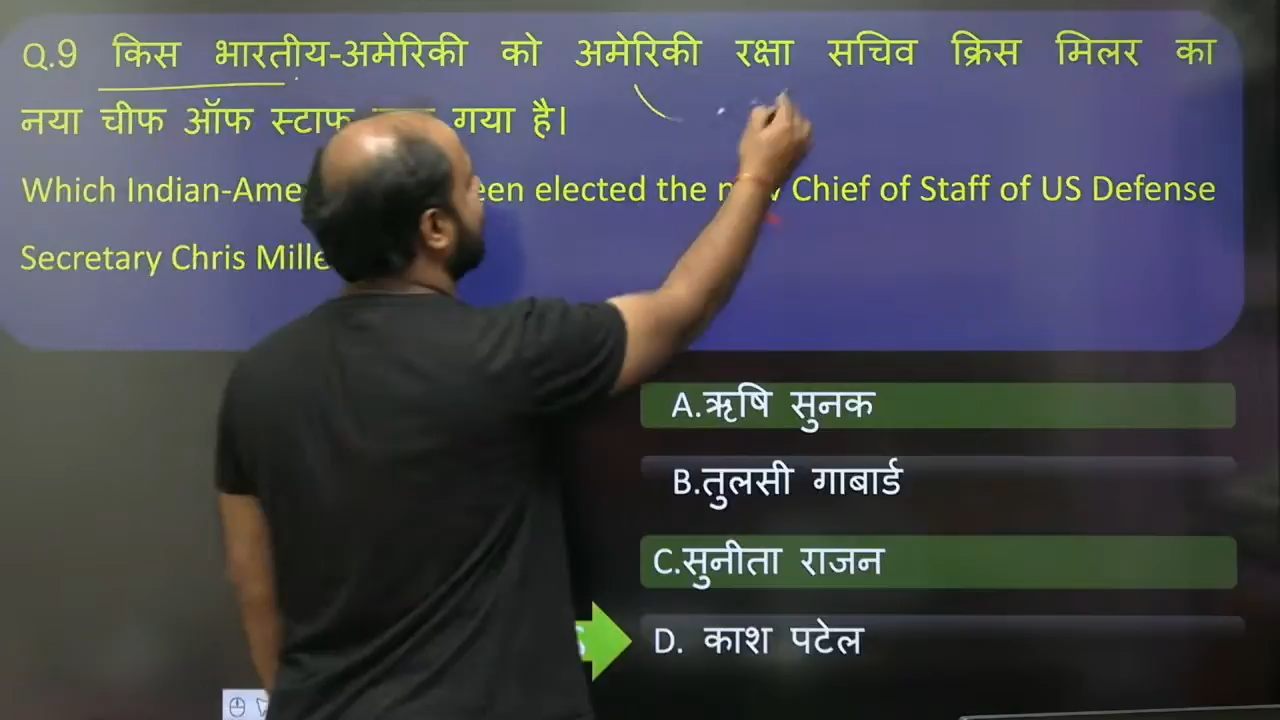 Q.9 किस भारतीय-अमेरिकी को अमेरिकी रक्षा सचिव क्रिस मिलर का
नया चीफ ऑफ स्टाफ गया है।
Which Indian-Ame een elected the Chief of Staff of US Defense
Secretary Chris Mille
A.ऋषि सुनक
B.तुलसी गाबार्ड
C.सुनीता राजन
D. काश पटेल